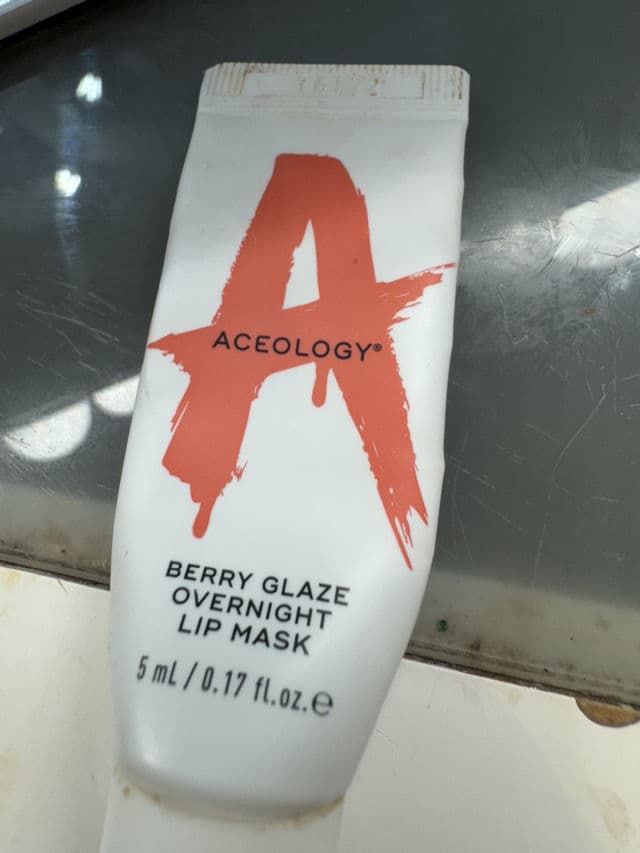 ACEOLOGY®
BERRY GLAZE
OVERNIGHT
LIP MASK
5 mL / 0.17 fl.oz.℮